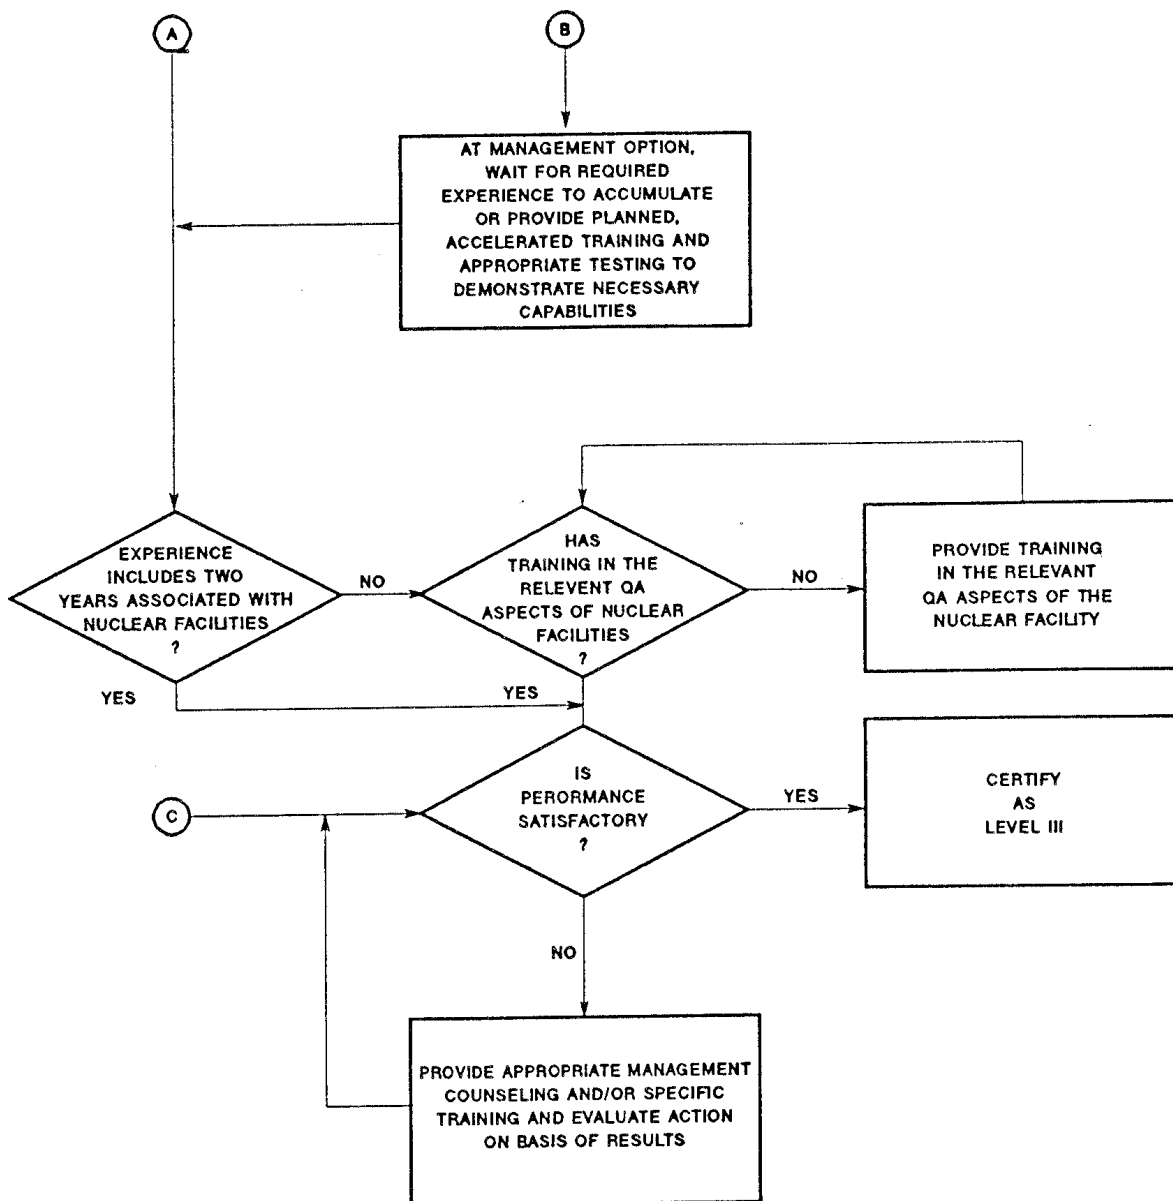 A
B
AT MANAGEMENT OPTION,
WAIT FOR REQUIRED
EXPERIENCE TO ACCUMULATE
OR PROVIDE PLANNED,
ACCELERATED TRAINING AND
APPROPRIATE TESTING TO
DEMONSTRATE NECESSARY
CAPABILITIES
EXPERIENCE
INCLUDES TWO
YEARS ASSOCIATED WITH
NUCLEAR FACILITIES
?
NO
HAS
TRAINING IN THE
RELEVENT QA
ASPECTS OF NUCLEAR
FACILITIES
?
NO
PROVIDE TRAINING
IN THE RELEVANT
QA ASPECTS OF THE
NUCLEAR FACILITY
YES
YES
C
IS
PERORMANCE
SATISFACTORY
?
YES
CERTIFY
AS
LEVEL III
NO
PROVIDE APPROPRIATE MANAGEMENT
COUNSELING AND/OR SPECIFIC
TRAINING AND EVALUATE ACTION
ON BASIS OF RESULTS